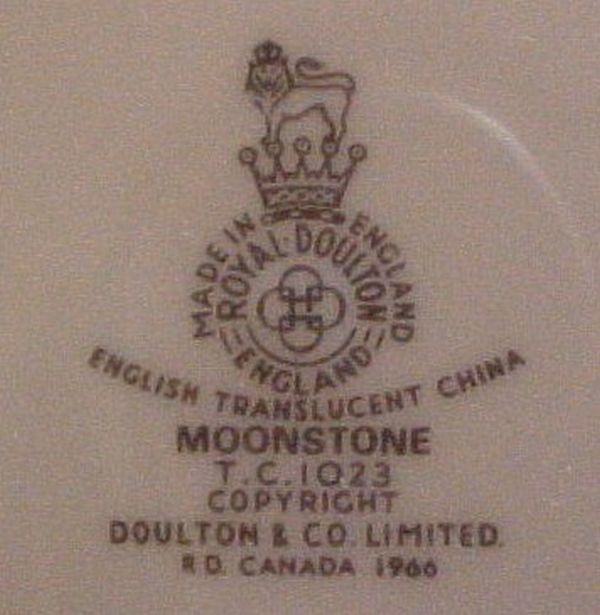 MADE IN ENGLAND
ROYAL·DOULTON
ENGLAND
ENGLISH TRANSLUCENT CHINA
MOONSTONE
T.C.1023
COPYRIGHT
DOULTON & CO. LIMITED.
RD. CANADA 1966